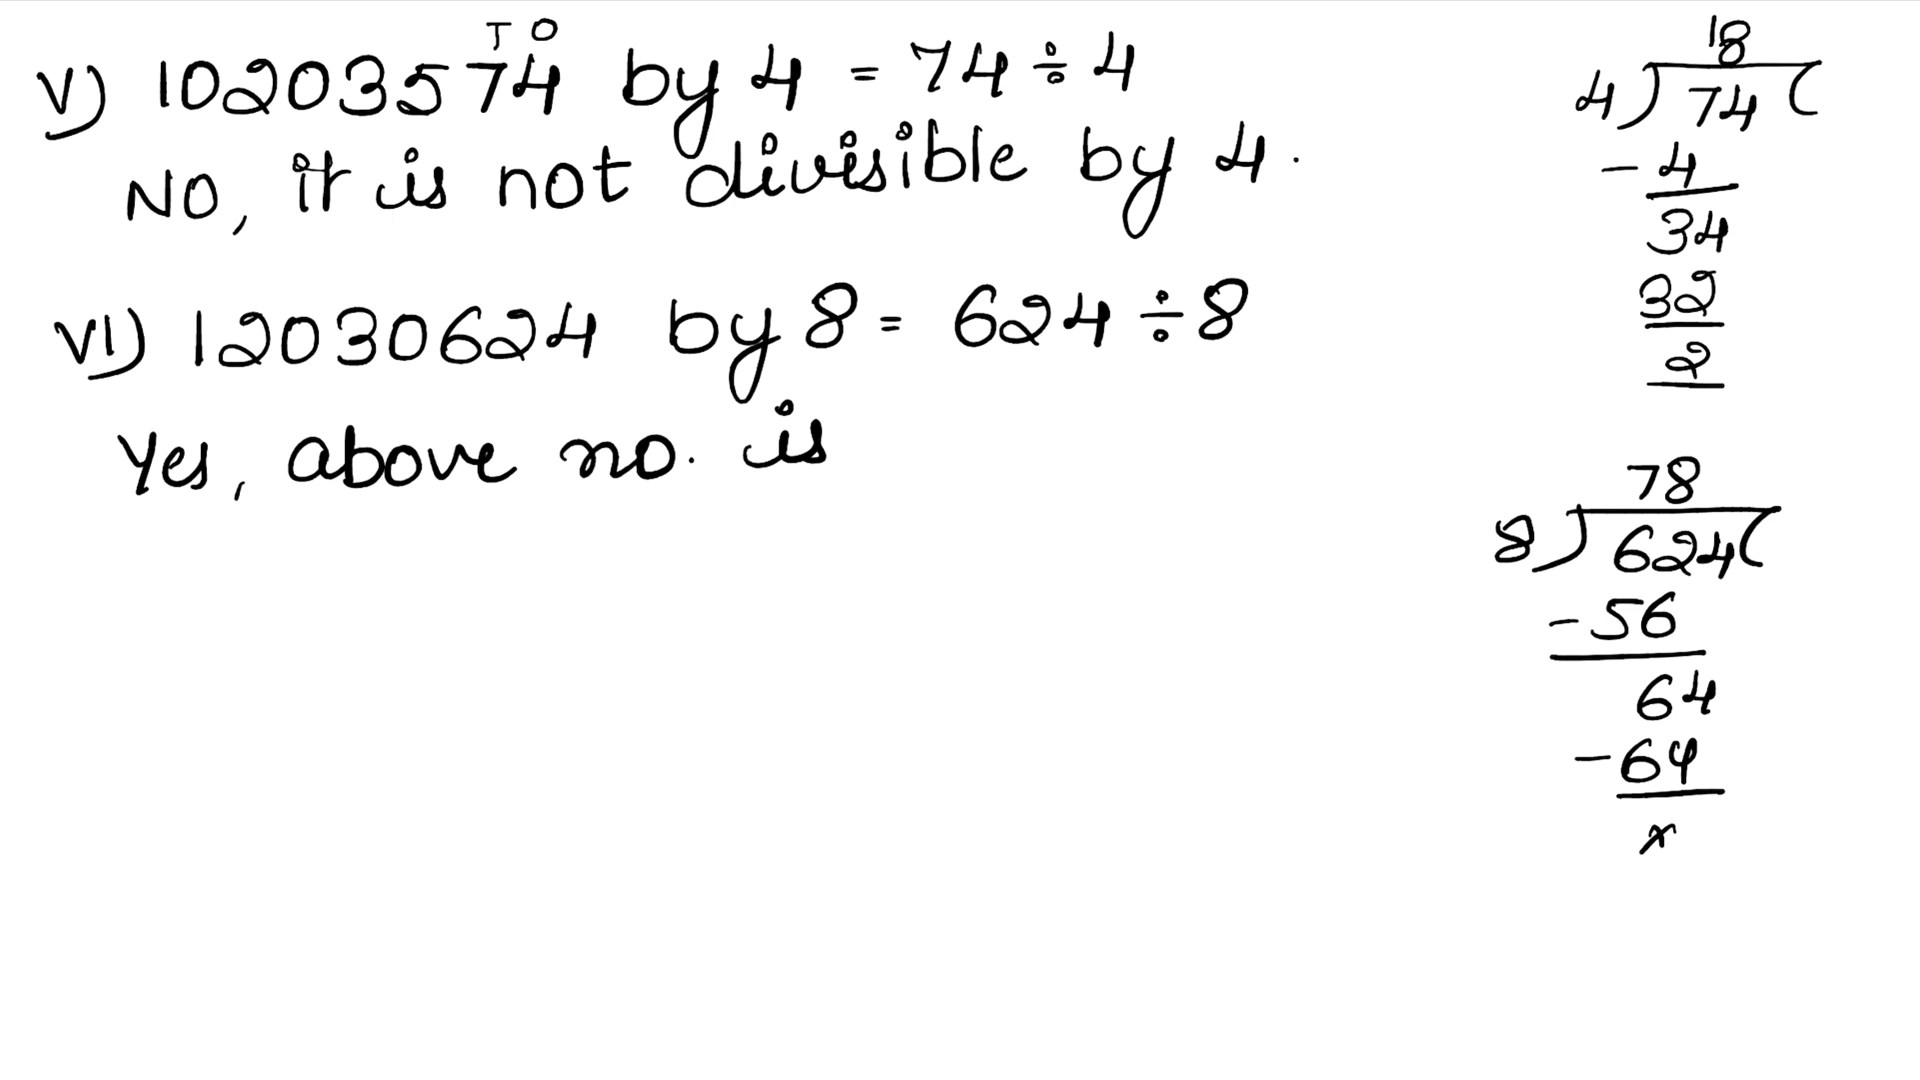 T O
V) 10203574 by 4 = 74 ÷ 4
NO, it is not divisible by 4.
VI) 12030624 by 8 = 624 ÷ 8
Yes, above no. is
18
4 ) 74 (
- 4
34
32
2
78
8 ) 624 (
- 56
64
- 64
x